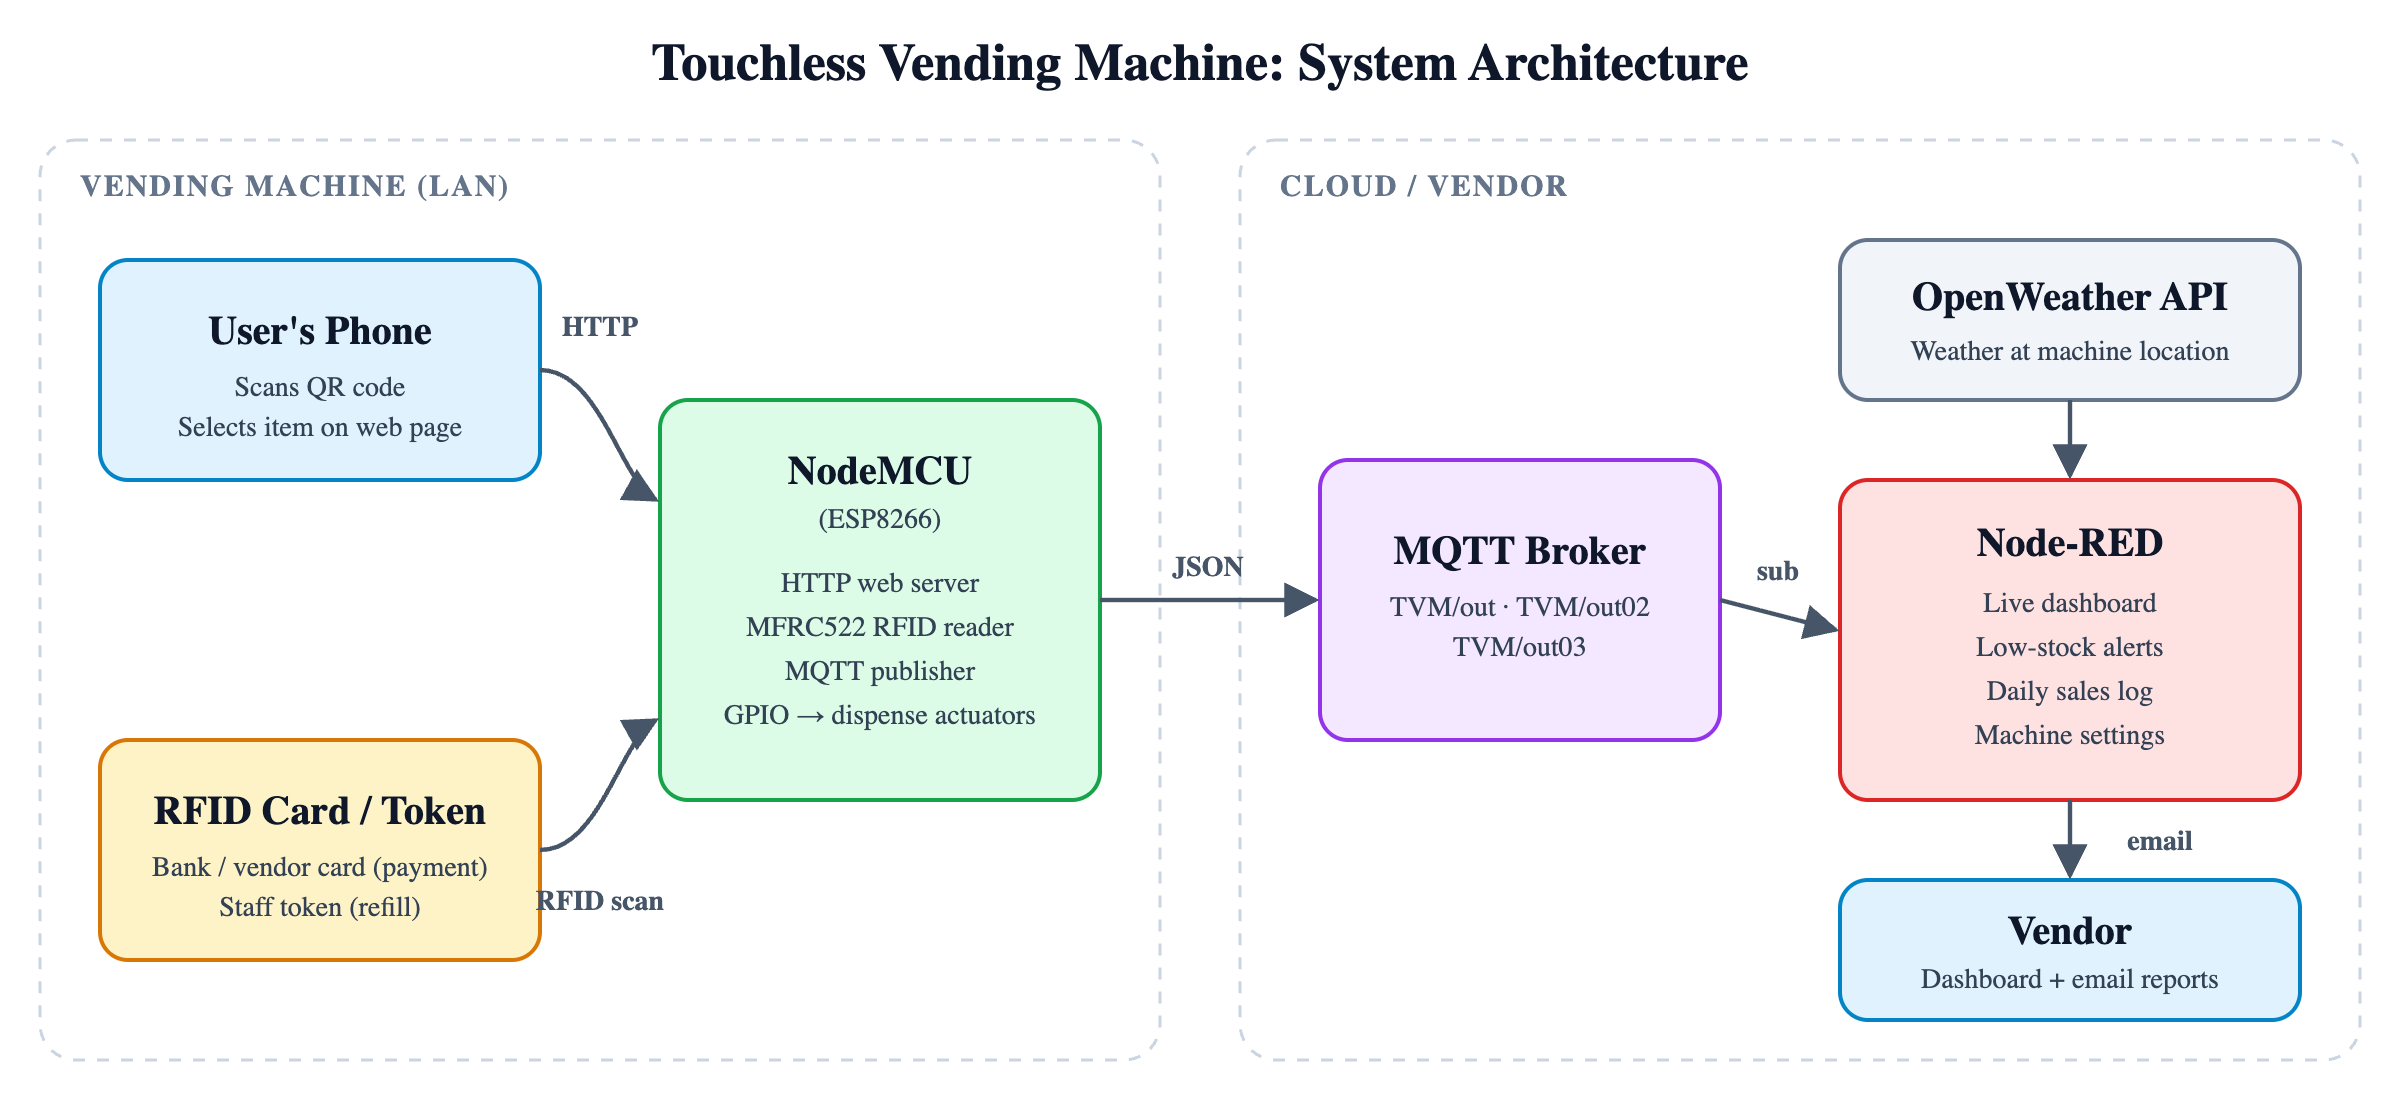 Touchless Vending Machine: System Architecture
VENDING MACHINE (LAN)
User's Phone
Scans QR code
Selects item on web page
HTTP
RFID Card / Token
Bank / vendor card (payment)
Staff token (refill)
RFID scan
NodeMCU
(ESP8266)
HTTP web server
MFRC522 RFID reader
MQTT publisher
GPIO → dispense actuators
JSON
CLOUD / VENDOR
MQTT Broker
TVM/out · TVM/out02
TVM/out03
sub
OpenWeather API
Weather at machine location
Node-RED
Live dashboard
Low-stock alerts
Daily sales log
Machine settings
email
Vendor
Dashboard + email reports